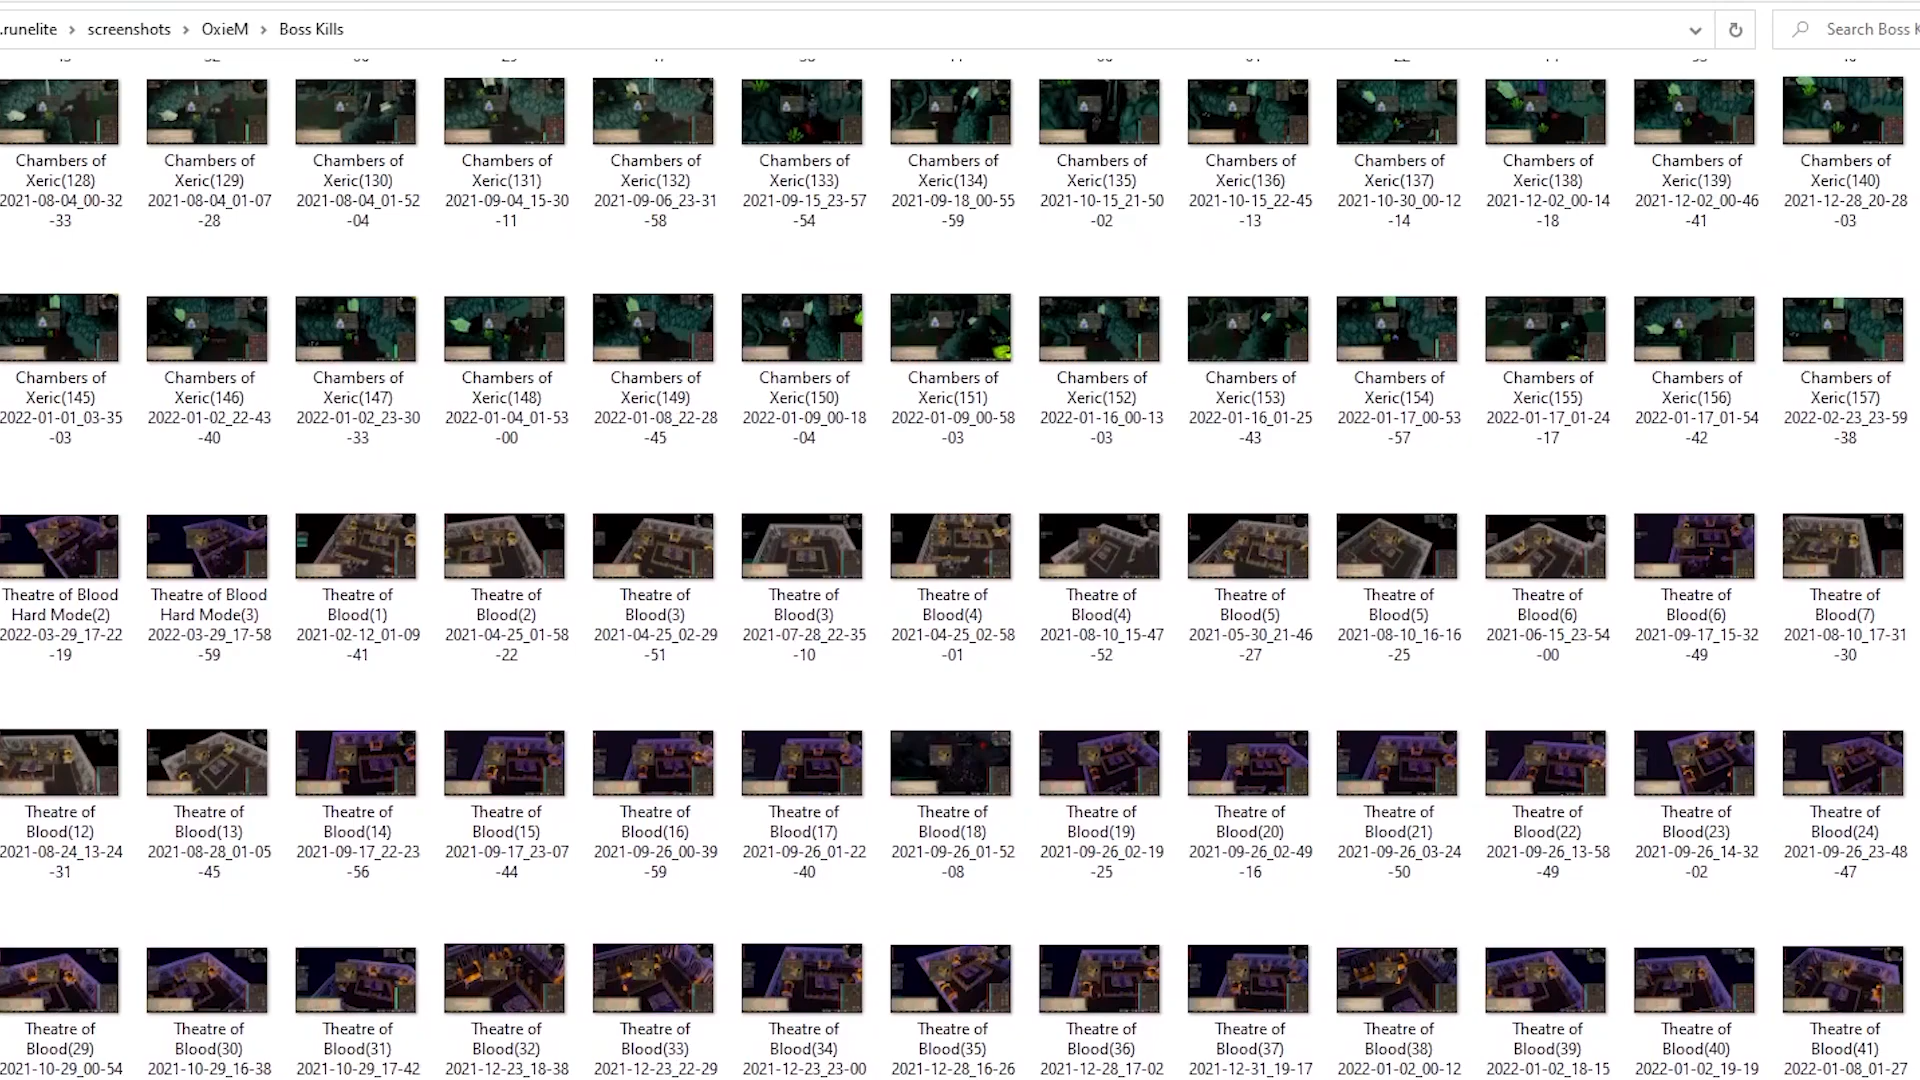 .runelite > screenshots > OxieM > Boss Kills
Search Boss K
Chambers of Chambers of Chambers of Chambers of Chambers of Chambers of Chambers of Chambers of Chambers of Chambers of Chambers of Chambers of Chambers of
Xeric(128) Xeric(129) Xeric(130) Xeric(131) Xeric(132) Xeric(133) Xeric(134) Xeric(135) Xeric(136) Xeric(137) Xeric(138) Xeric(139) Xeric(140)
2021-08-04_00-32 2021-08-04_01-07 2021-08-04_01-52 2021-09-04_15-30 2021-09-06_23-31 2021-09-15_23-57 2021-09-18_00-55 2021-10-15_21-50 2021-10-15_22-45 2021-10-30_00-12 2021-12-02_00-14 2021-12-02_00-46 2021-12-28_20-28
-33 -28 -04 -11 -58 -54 -59 -02 -13 -14 -18 -41 -03
Chambers of Chambers of Chambers of Chambers of Chambers of Chambers of Chambers of Chambers of Chambers of Chambers of Chambers of Chambers of Chambers of
Xeric(145) Xeric(146) Xeric(147) Xeric(148) Xeric(149) Xeric(150) Xeric(151) Xeric(152) Xeric(153) Xeric(154) Xeric(155) Xeric(156) Xeric(157)
2022-01-01_03-35 2022-01-02_22-43 2022-01-02_23-30 2022-01-04_01-53 2022-01-08_22-28 2022-01-09_00-18 2022-01-09_00-58 2022-01-16_00-13 2022-01-16_01-25 2022-01-17_00-53 2022-01-17_01-24 2022-01-17_01-54 2022-02-23_23-59
-03 -40 -33 -00 -45 -04 -03 -03 -43 -57 -17 -42 -38
Theatre of Blood Theatre of Blood Theatre of Theatre of Theatre of Theatre of Theatre of Theatre of Theatre of Theatre of Theatre of Theatre of Theatre of
Hard Mode(2) Hard Mode(3) Blood(1) Blood(2) Blood(3) Blood(3) Blood(4) Blood(4) Blood(5) Blood(5) Blood(6) Blood(6) Blood(7)
2022-03-29_17-22 2022-03-29_17-58 2021-02-12_01-09 2021-04-25_01-58 2021-04-25_02-29 2021-07-28_22-35 2021-04-25_02-58 2021-08-10_15-47 2021-05-30_21-46 2021-08-10_16-16 2021-06-15_23-54 2021-09-17_15-32 2021-08-10_17-31
-19 -59 -41 -22 -51 -10 -01 -52 -27 -25 -00 -49 -30
Theatre of Theatre of Theatre of Theatre of Theatre of Theatre of Theatre of Theatre of Theatre of Theatre of Theatre of Theatre of Theatre of
Blood(12) Blood(13) Blood(14) Blood(15) Blood(16) Blood(17) Blood(18) Blood(19) Blood(20) Blood(21) Blood(22) Blood(23) Blood(24)
2021-08-24_13-24 2021-08-28_01-05 2021-09-17_22-23 2021-09-17_23-07 2021-09-26_00-39 2021-09-26_01-22 2021-09-26_01-52 2021-09-26_02-19 2021-09-26_02-49 2021-09-26_03-24 2021-09-26_13-58 2021-09-26_14-32 2021-09-26_23-48
-31 -45 -56 -44 -59 -40 -08 -25 -16 -50 -49 -02 -47
Theatre of Theatre of Theatre of Theatre of Theatre of Theatre of Theatre of Theatre of Theatre of Theatre of Theatre of Theatre of Theatre of
Blood(29) Blood(30) Blood(31) Blood(32) Blood(33) Blood(34) Blood(35) Blood(36) Blood(37) Blood(38) Blood(39) Blood(40) Blood(41)
2021-10-29_00-54 2021-10-29_16-38 2021-10-29_17-42 2021-12-23_18-38 2021-12-23_22-29 2021-12-23_23-00 2021-12-28_16-26 2021-12-28_17-02 2021-12-31_19-17 2022-01-02_00-12 2022-01-02_18-15 2022-01-02_19-19 2022-01-08_01-27